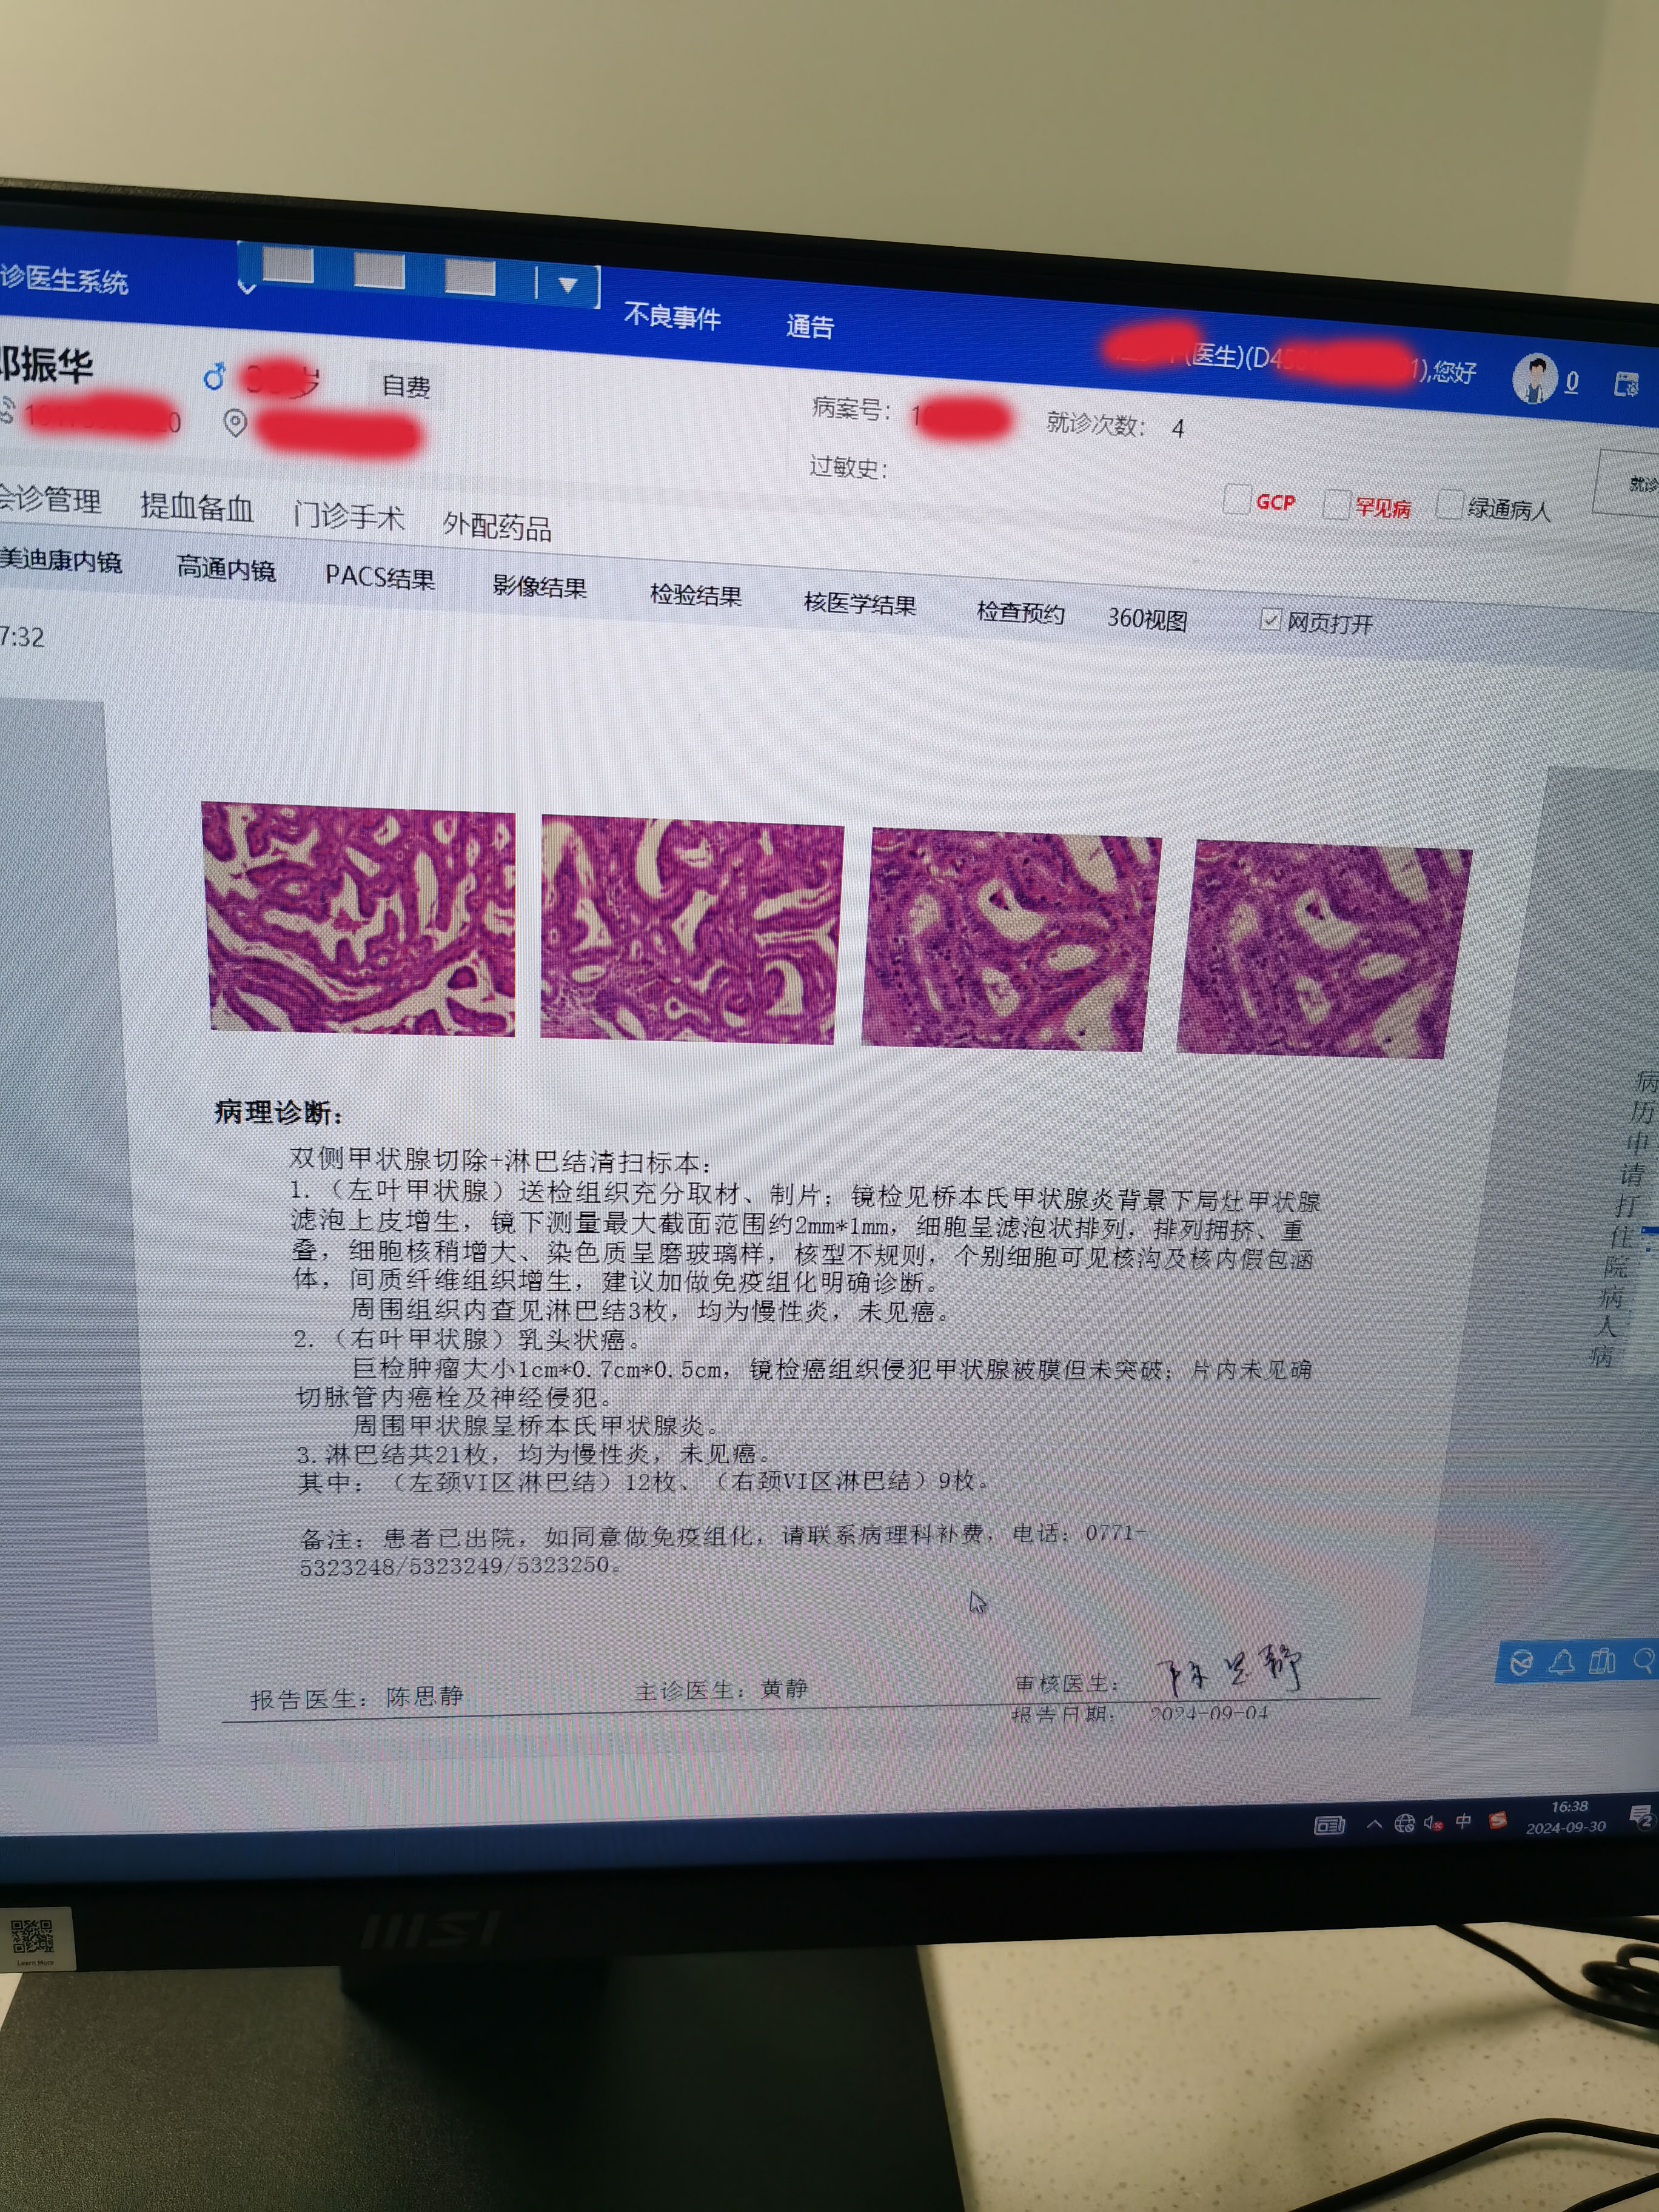 诊医生系统
不良事件 通告
(医生)(D4 1),您好 0
邓振华 岁 自费
病案号: 1 就诊次数: 4
0
过敏史:
GCP 罕见病 绿通病人 就诊
会诊管理 提血备血 门诊手术 外配药品
美迪康内镜 高通内镜 PACS结果 影像结果 检验结果 核医学结果 检查预约 360视图 网页打开
7:32
病理诊断:
双侧甲状腺切除+淋巴结清扫标本:
1.(左叶甲状腺)送检组织充分取材、制片;镜检见桥本氏甲状腺炎背景下局灶甲状腺
滤泡上皮增生,镜下测量最大截面范围约2mm*1mm,细胞呈滤泡状排列,排列拥挤、重
叠,细胞核稍增大、染色质呈磨玻璃样,核型不规则,个别细胞可见核沟及核内假包涵
体,间质纤维组织增生,建议加做免疫组化明确诊断。
周围组织内查见淋巴结3枚,均为慢性炎,未见癌。
2.(右叶甲状腺)乳头状癌。
巨检肿瘤大小1cm*0.7cm*0.5cm,镜检癌组织侵犯甲状腺被膜但未突破;片内未见确
切脉管内癌栓及神经侵犯。
周围甲状腺呈桥本氏甲状腺炎。
3.淋巴结共21枚,均为慢性炎,未见癌。
其中:(左颈VI区淋巴结)12枚、(右颈VI区淋巴结)9枚。
备注:患者已出院,如同意做免疫组化,请联系病理科补费,电话:0771-
5323248/5323249/5323250。
报告医生:陈思静 主诊医生:黄静 审核医生: 陈思静
报告日期: 2024-09-04
病历申请打住院病人病
中
16:38
2024-09-30
2
msi
Learn More